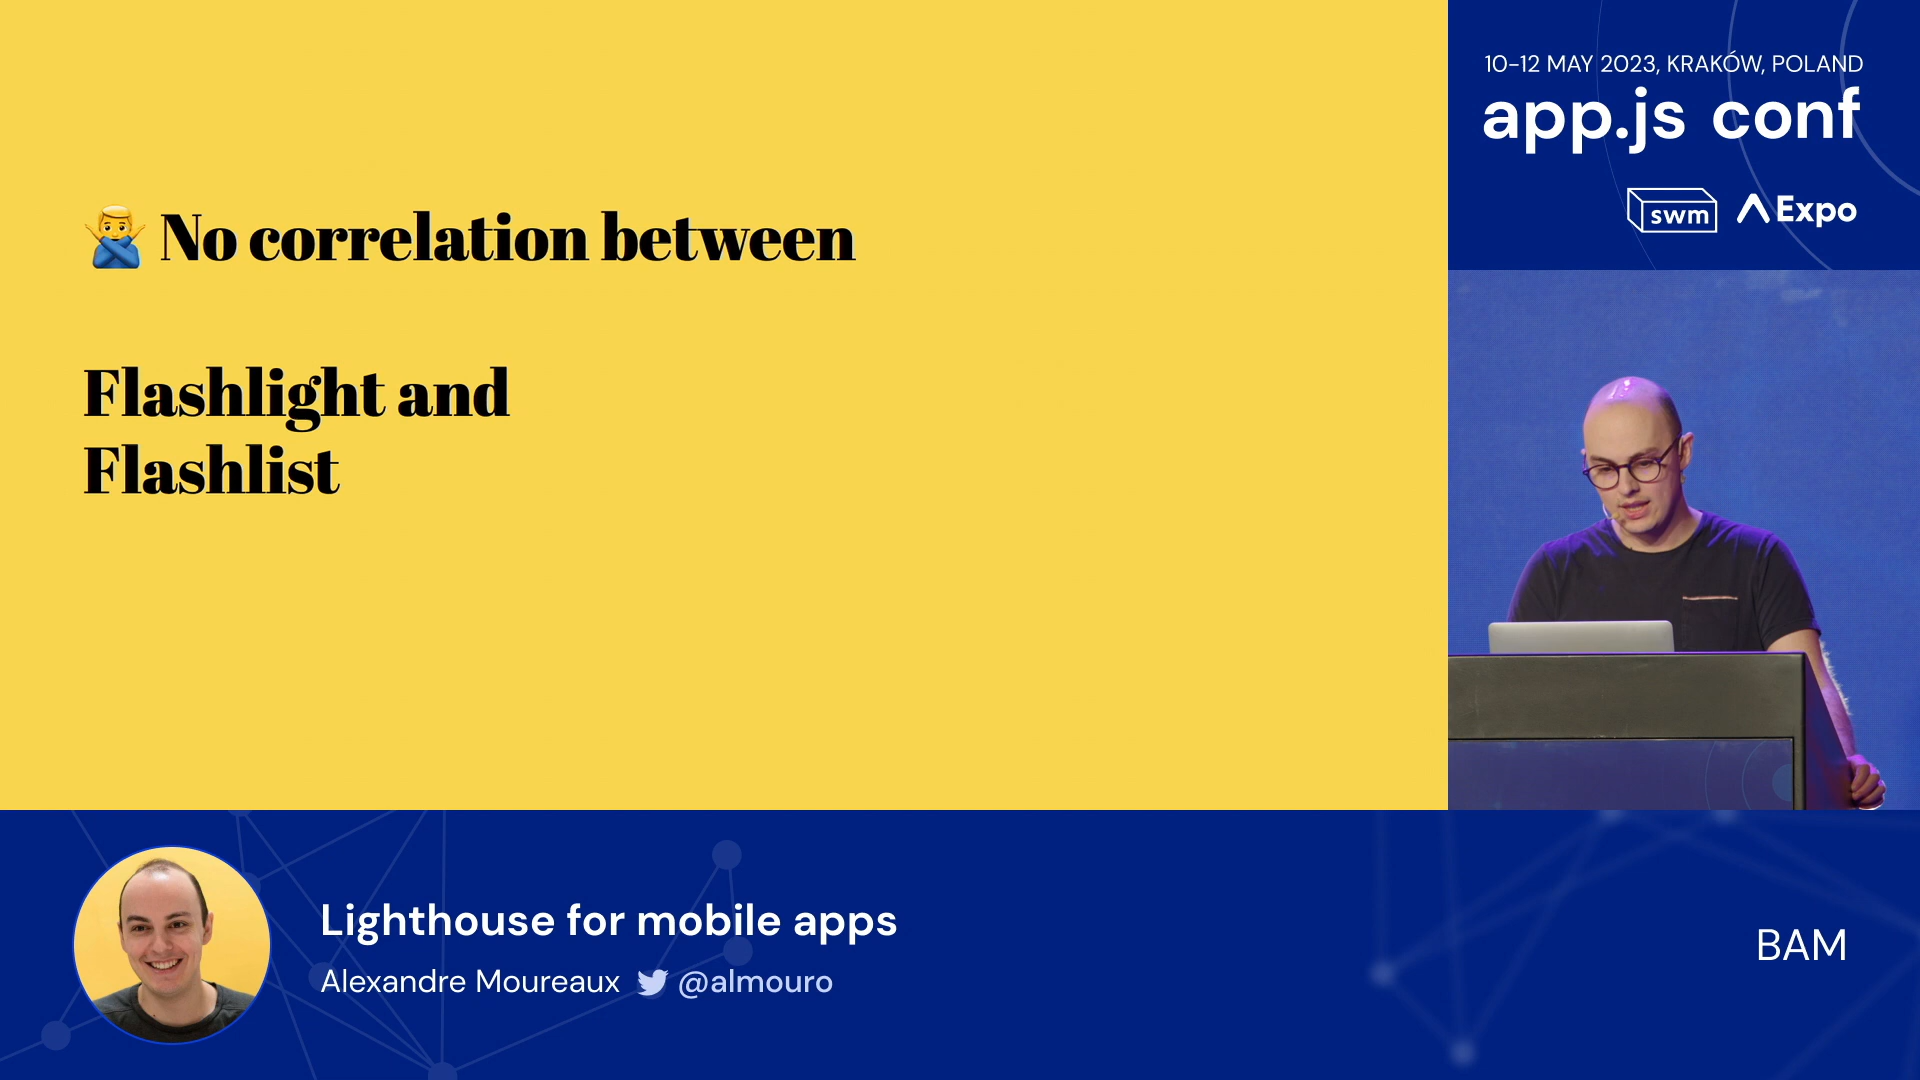 🙅‍♂️ No correlation between
Flashlight and
Flashlist
10-12 MAY 2023, KRAKÓW, POLAND
app.js conf
swm
Expo
Lighthouse for mobile apps
Alexandre Moureaux @almouro
BAM